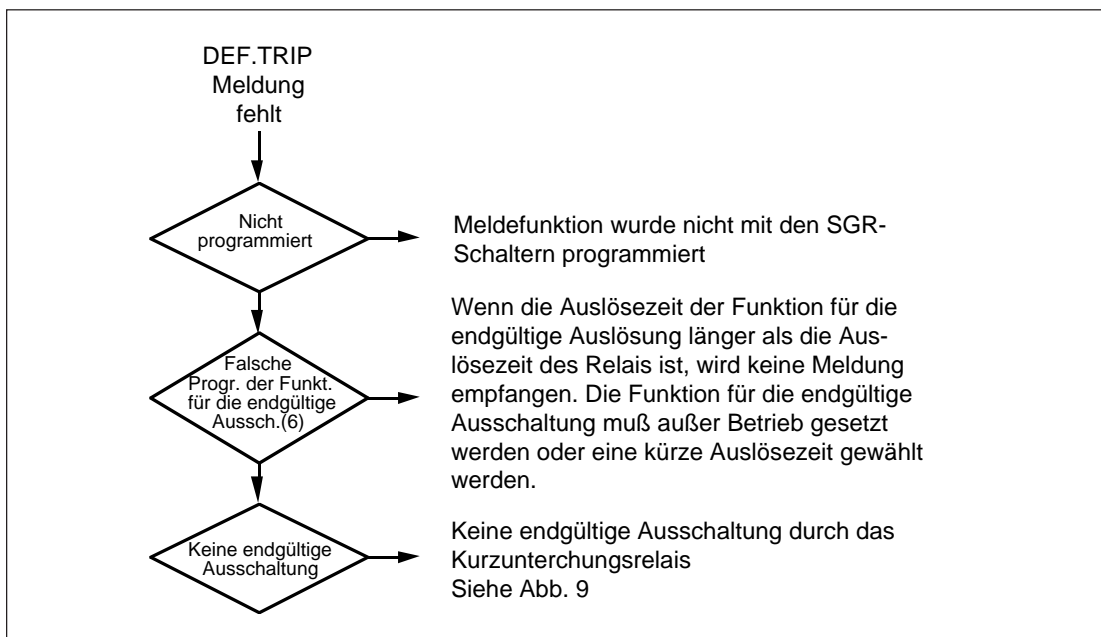 DEF.TRIP
Meldung
fehlt
Nicht
programmiert
Meldefunktion wurde nicht mit den SGR-
Schaltern programmiert
Falsche
Progr. der Funkt.
für die endgültige
Aussch.(6)
Wenn die Auslösezeit der Funktion für die
endgültige Auslösung länger als die Aus-
lösezeit des Relais ist, wird keine Meldung
empfangen. Die Funktion für die endgültige
Ausschaltung muß außer Betrieb gesetzt
werden oder eine kürze Auslösezeit gewählt
werden.
Keine endgültige
Ausschaltung
Keine endgültige Ausschaltung durch das
Kurzunterchungsrelais
Siehe Abb. 9